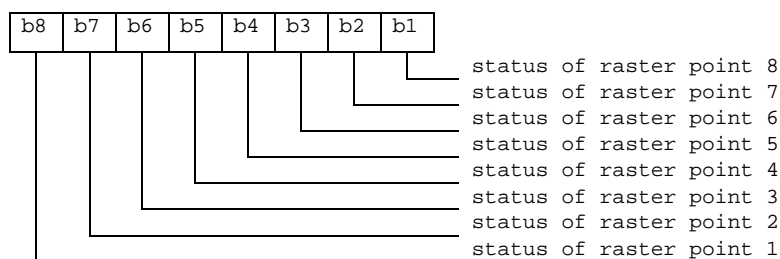 b8 b7 b6 b5 b4 b3 b2 b1
status of raster point 8
status of raster point 7
status of raster point 6
status of raster point 5
status of raster point 4
status of raster point 3
status of raster point 2
status of raster point 1